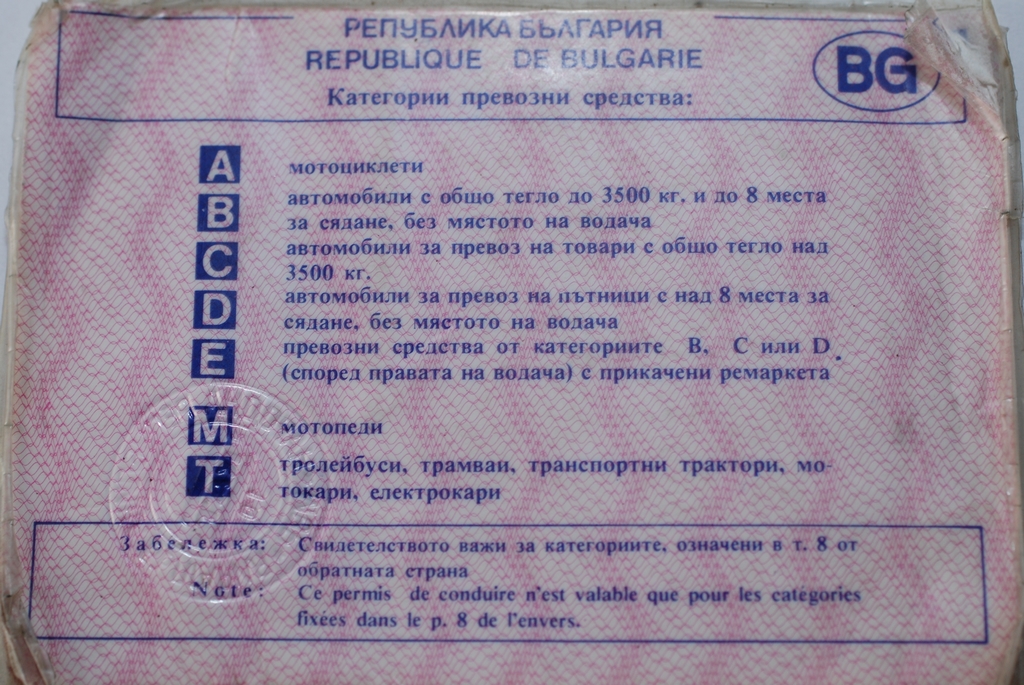 РЕПУБЛИКА БЪЛГАРИЯ
REPUBLIQUE DE BULGARIE
BG
Категории превозни средства:
A мотоциклети
B автомобили с общо тегло до 3500 кг. и до 8 места
за сядане, без мястото на водача
C автомобили за превоз на товари с общо тегло над
3500 кг.
D автомобили за превоз на пътници с над 8 места за
сядане, без мястото на водача
E превозни средства от категориите B, C или D.
(според правата на водача) с прикачени ремаркета
M мотопеди
T тролейбуси, трамваи, транспортни трактори, мо-
токари, електрокари
Забележка: Свидетелството важи за категориите, означени в т. 8 от
обратната страна
Note: Ce permis de conduire n'est valable que pour les catégories
fixées dans le p. 8 de l'envers.